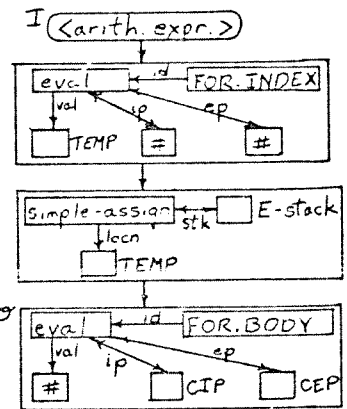 I <arith. expr.>
eval id FOR.INDEX
val ip ep
TEMP # #
simple-assign stk E-stack
locn
TEMP
eval id FOR.BODY
val ip ep
# CIP CEP